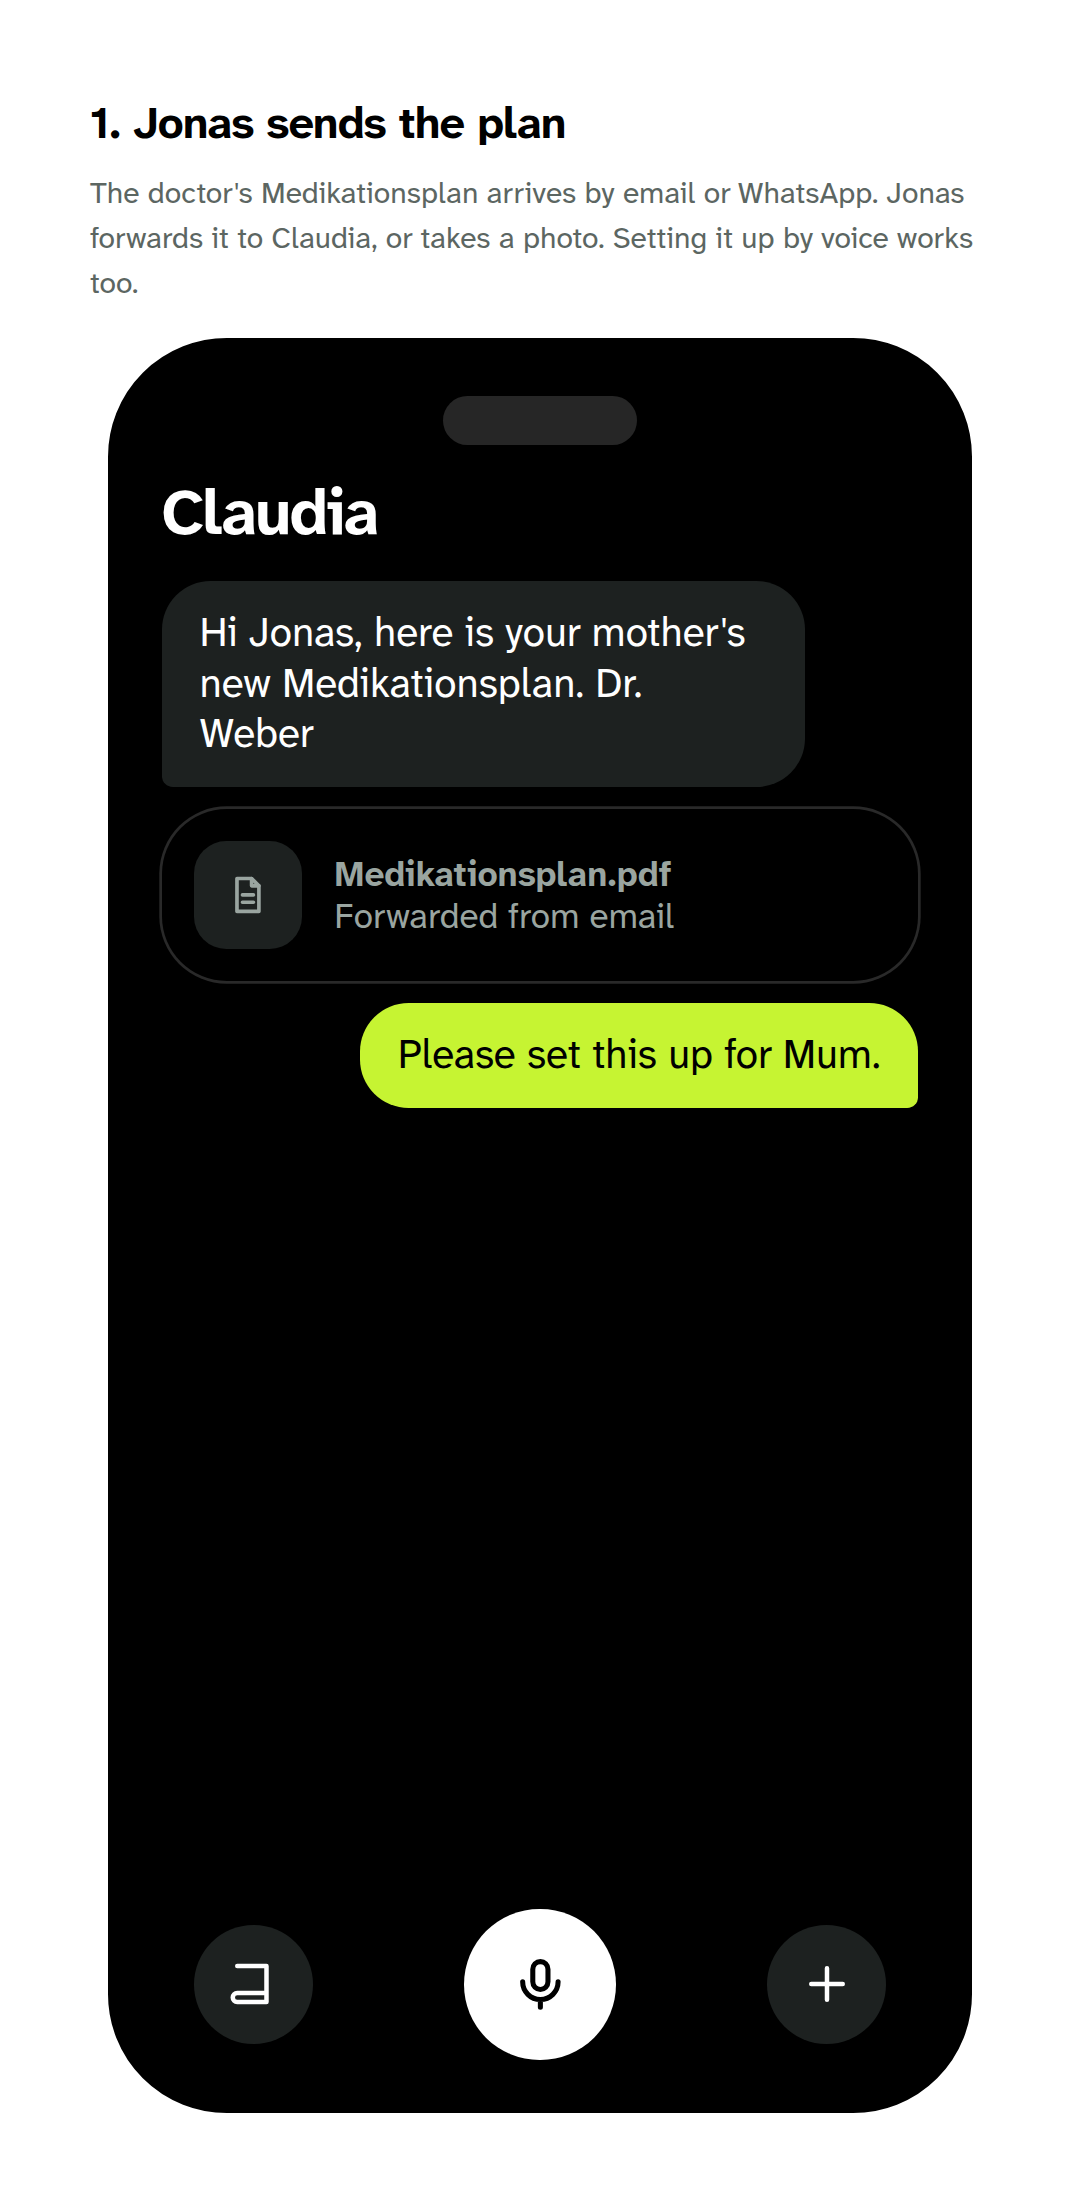 1. Jonas sends the plan
The doctor's Medikationsplan arrives by email or WhatsApp. Jonas
forwards it to Claudia, or takes a photo. Setting it up by voice works
too.
Claudia
Hi Jonas, here is your mother's
new Medikationsplan. Dr.
Weber
Medikationsplan.pdf
Forwarded from email
Please set this up for Mum.